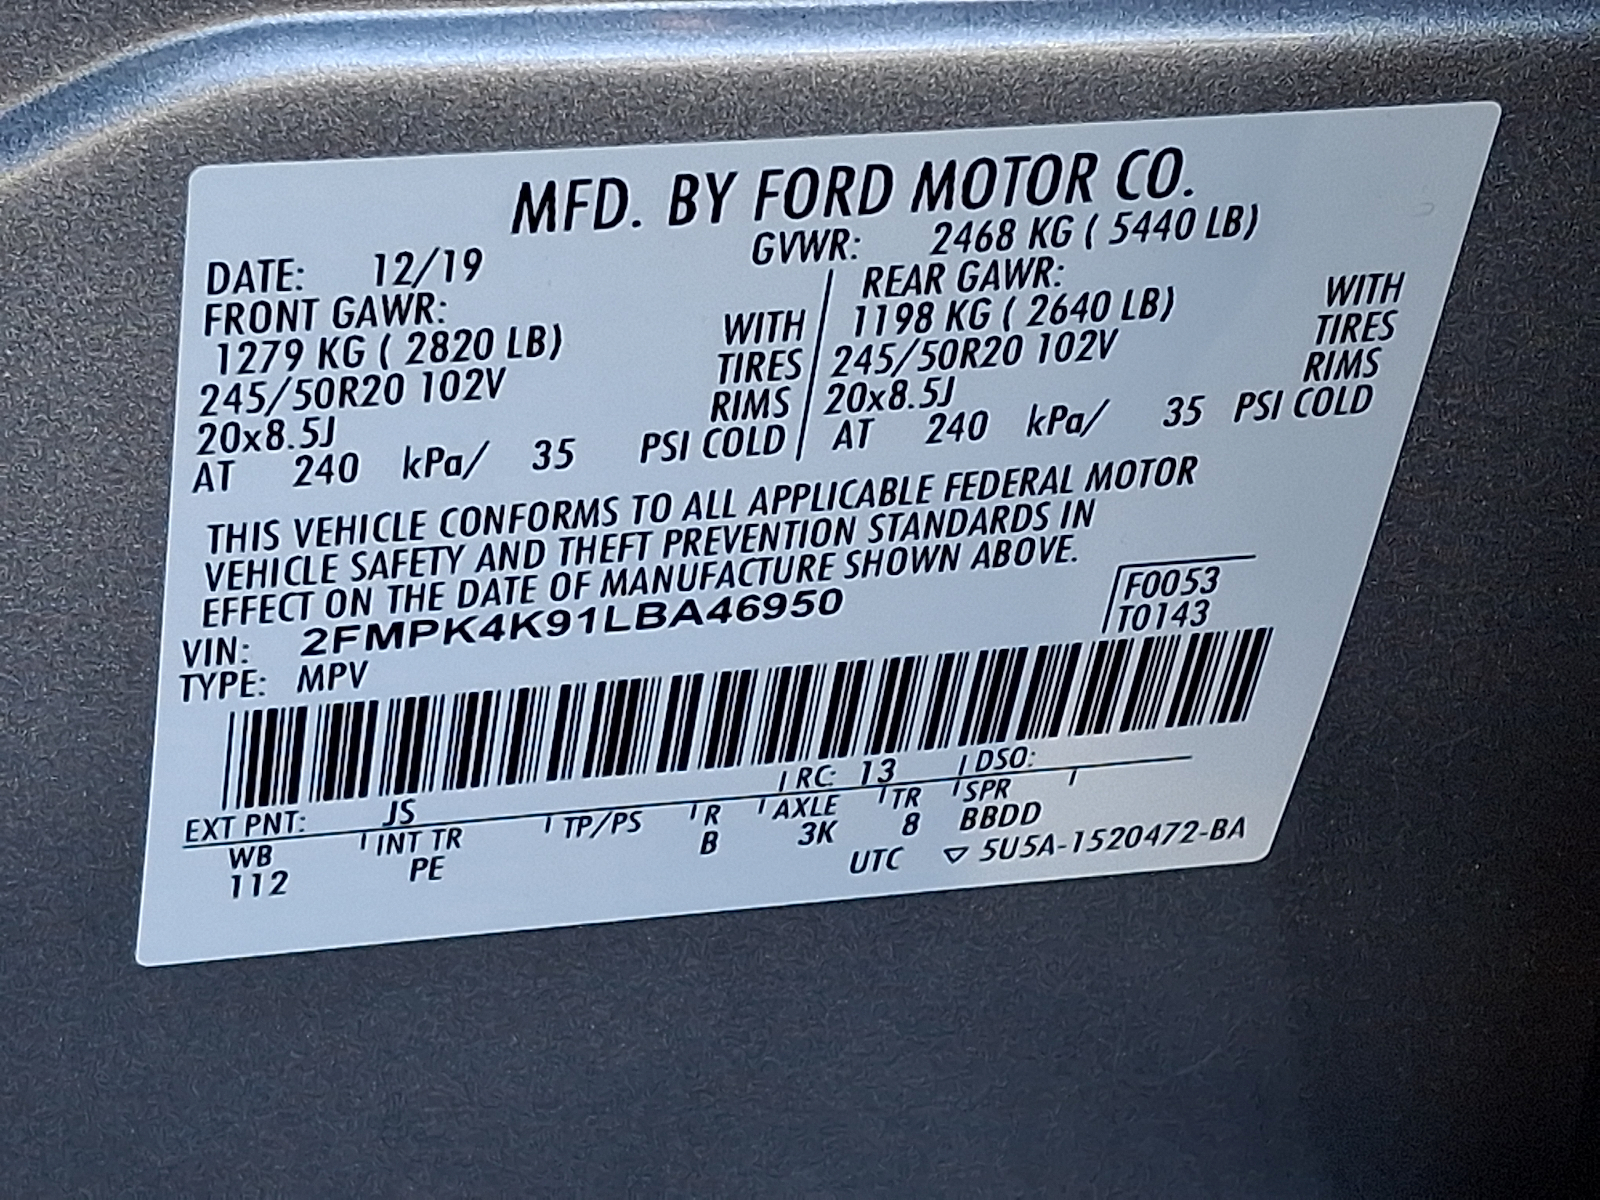 MFD. BY FORD MOTOR CO.
DATE: 12/19 GVWR: 2468 KG ( 5440 LB)
FRONT GAWR: REAR GAWR:
1279 KG ( 2820 LB) WITH 1198 KG ( 2640 LB) WITH
245/50R20 102V TIRES 245/50R20 102V TIRES
20x8.5J RIMS 20x8.5J RIMS
AT 240 kPa/ 35 PSI COLD AT 240 kPa/ 35 PSI COLD
THIS VEHICLE CONFORMS TO ALL APPLICABLE FEDERAL MOTOR
VEHICLE SAFETY AND THEFT PREVENTION STANDARDS IN
EFFECT ON THE DATE OF MANUFACTURE SHOWN ABOVE.
VIN: 2FMPK4K91LBA46950 F0053
TYPE: MPV T0143
EXT PNT: JS RC: 13 DSO:
WB INT TR TP/PS R AXLE TR SPR
112 PE B 3K 8 BBDD
UTC ▽ 5U5A-1520472-BA